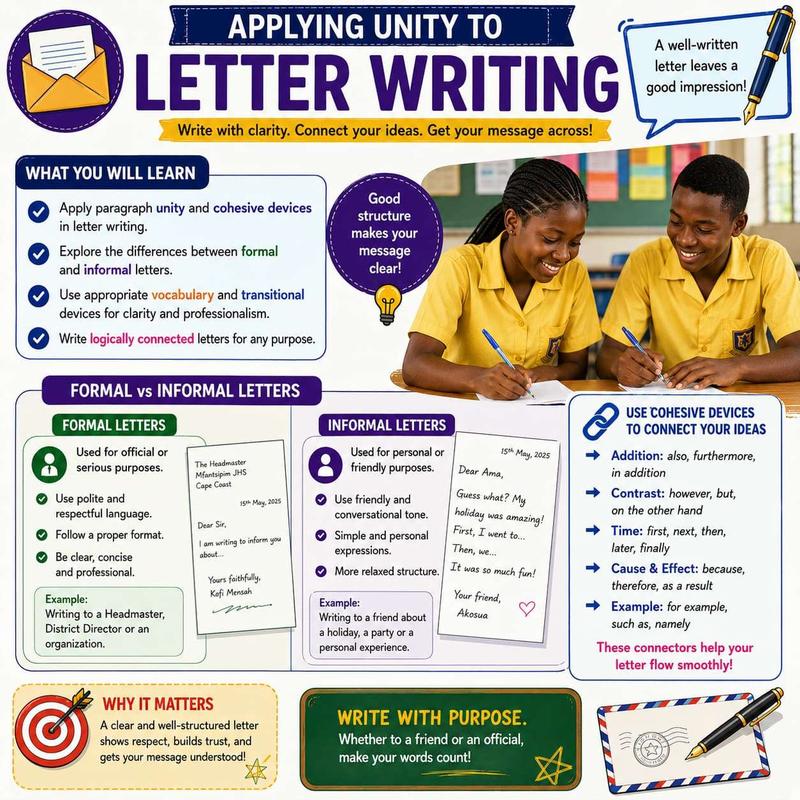 APPLYING UNITY TO
LETTER WRITING
Write with clarity. Connect your ideas. Get your message across!
A well-written
letter leaves a
good impression!
WHAT YOU WILL LEARN
Apply paragraph unity and cohesive devices
in letter writing.
Explore the differences between formal
and informal letters.
Use appropriate vocabulary and transitional
devices for clarity and professionalism.
Write logically connected letters for any purpose.
Good
structure
makes your
message
clear!
FORMAL vs INFORMAL LETTERS
FORMAL LETTERS
Used for official or
serious purposes.
Use polite and
respectful language.
Follow a proper format.
Be clear, concise
and professional.
Example:
Writing to a Headmaster,
District Director or an
organization.
The Headmaster
Mfantsipim JHS
Cape Coast
15th May, 2025
Dear Sir,
I am writing to inform you
about...
Yours faithfully,
Kofi Mensah
INFORMAL LETTERS
Used for personal or
friendly purposes.
Use friendly and
conversational tone.
Simple and personal
expressions.
More relaxed structure.
Example:
Writing to a friend about
a holiday, a party or a
personal experience.
15th May, 2025
Dear Ama,
Guess what? My
holiday was amazing!
First, I went to...
Then, we...
It was so much fun!
Your friend,
Akosua
USE COHESIVE DEVICES
TO CONNECT YOUR IDEAS
Addition: also, furthermore,
in addition
Contrast: however, but,
on the other hand
Time: first, next, then,
later, finally
Cause & Effect: because,
therefore, as a result
Example: for example,
such as, namely
These connectors help your
letter flow smoothly!
WHY IT MATTERS
A clear and well-structured letter
shows respect, builds trust, and
gets your message understood!
WRITE WITH PURPOSE.
Whether to a friend or an official,
make your words count!